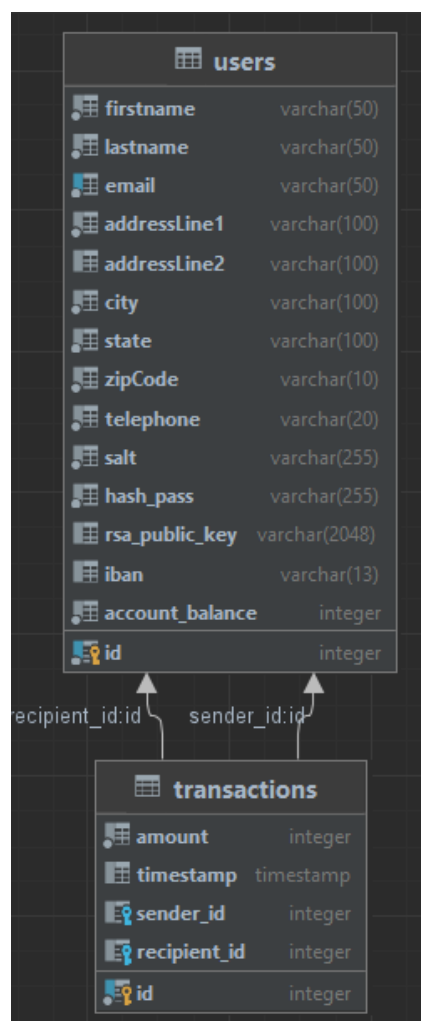 users
firstname varchar(50)
lastname varchar(50)
email varchar(50)
addressLine1 varchar(100)
addressLine2 varchar(100)
city varchar(100)
state varchar(100)
zipCode varchar(10)
telephone varchar(20)
salt varchar(255)
hash_pass varchar(255)
rsa_public_key varchar(2048)
iban varchar(13)
account_balance integer
id integer
recipient_id:id sender_id:id
transactions
amount integer
timestamp timestamp
sender_id integer
recipient_id integer
id integer